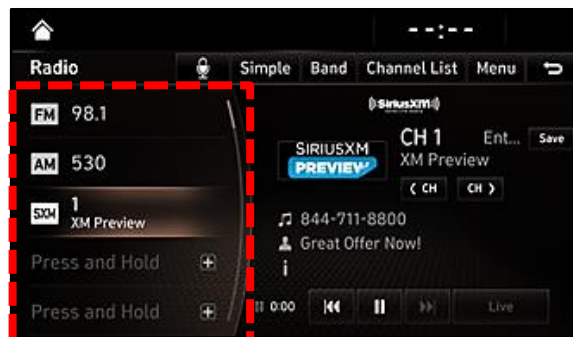 --:--
Radio Simple Band Channel List Menu
FM 98.1
AM 530
SXM 1
XM Preview
Press and Hold
Press and Hold
((SiriusXM))
SIRIUSXM
PREVIEW
CH 1 Ent... Save
XM Preview
< CH CH >
844-711-8800
Great Offer Now!
i
0:00 Live